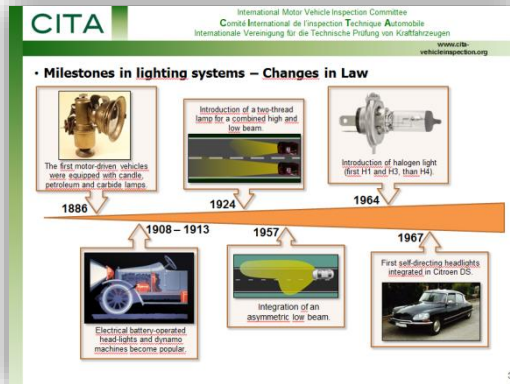 CITA
International Motor Vehicle Inspection Committee
Comité International de l'inspection Technique Automobile
Internationale Vereinigung für die Technische Prüfung von Kraftfahrzeugen
www.cita-
vehicleinspection.org
• Milestones in lighting systems – Changes in Law
The first motor-driven vehicles
were equipped with candle,
petroleum and carbide lamps.
Introduction of a two-thread
lamp for a combined high and
low beam.
Introduction of halogen light
(first H1 and H3, than H4).
1886
1924
1964
1908 – 1913
1957
1967
Electrical battery-operated
head-lights and dynamo
machines become popular.
Integration of an
asymmetric low beam.
First self-directing headlights
integrated in Citroen DS.